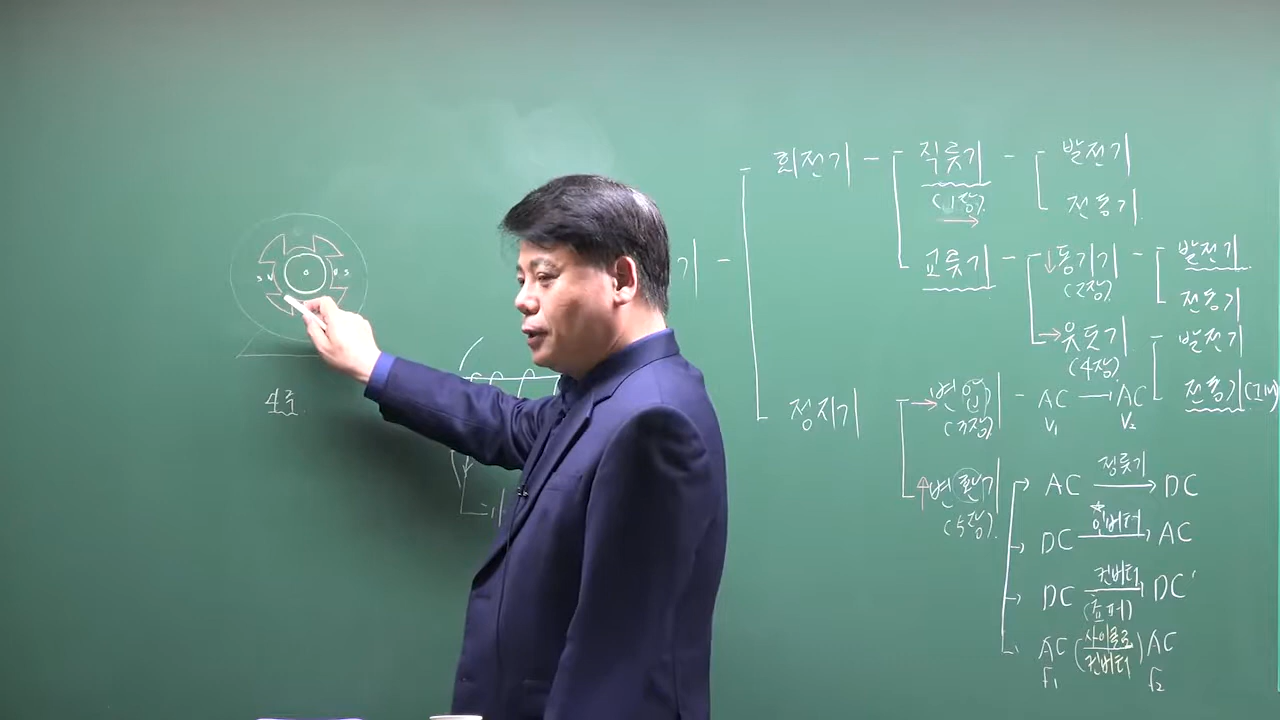 S N
N S
4극
기
회전기
직류기
(1장)
발전기
전동기
교류기
동기기
(2장)
발전기
전동기
유도기
(4장)
발전기
전동기
정지기
변압기
(3장)
AC → AC
V₁ V₂
변환기
(5장)
AC 정류기 → DC
DC 인버터 → AC
DC 컨버터 → DC'
(쵸퍼)
AC (사이클로 컨버터) AC
f₁ f₂